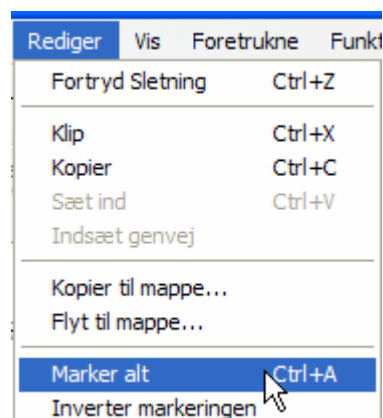 Rediger Vis Foretrukne Funkt
Fortryd Sletning Ctrl+Z
Klip Ctrl+X
Kopier Ctrl+C
Sæt ind Ctrl+V
Indsæt genvej
Kopier til mappe...
Flyt til mappe...
Marker alt Ctrl+A
Inverter markeringen